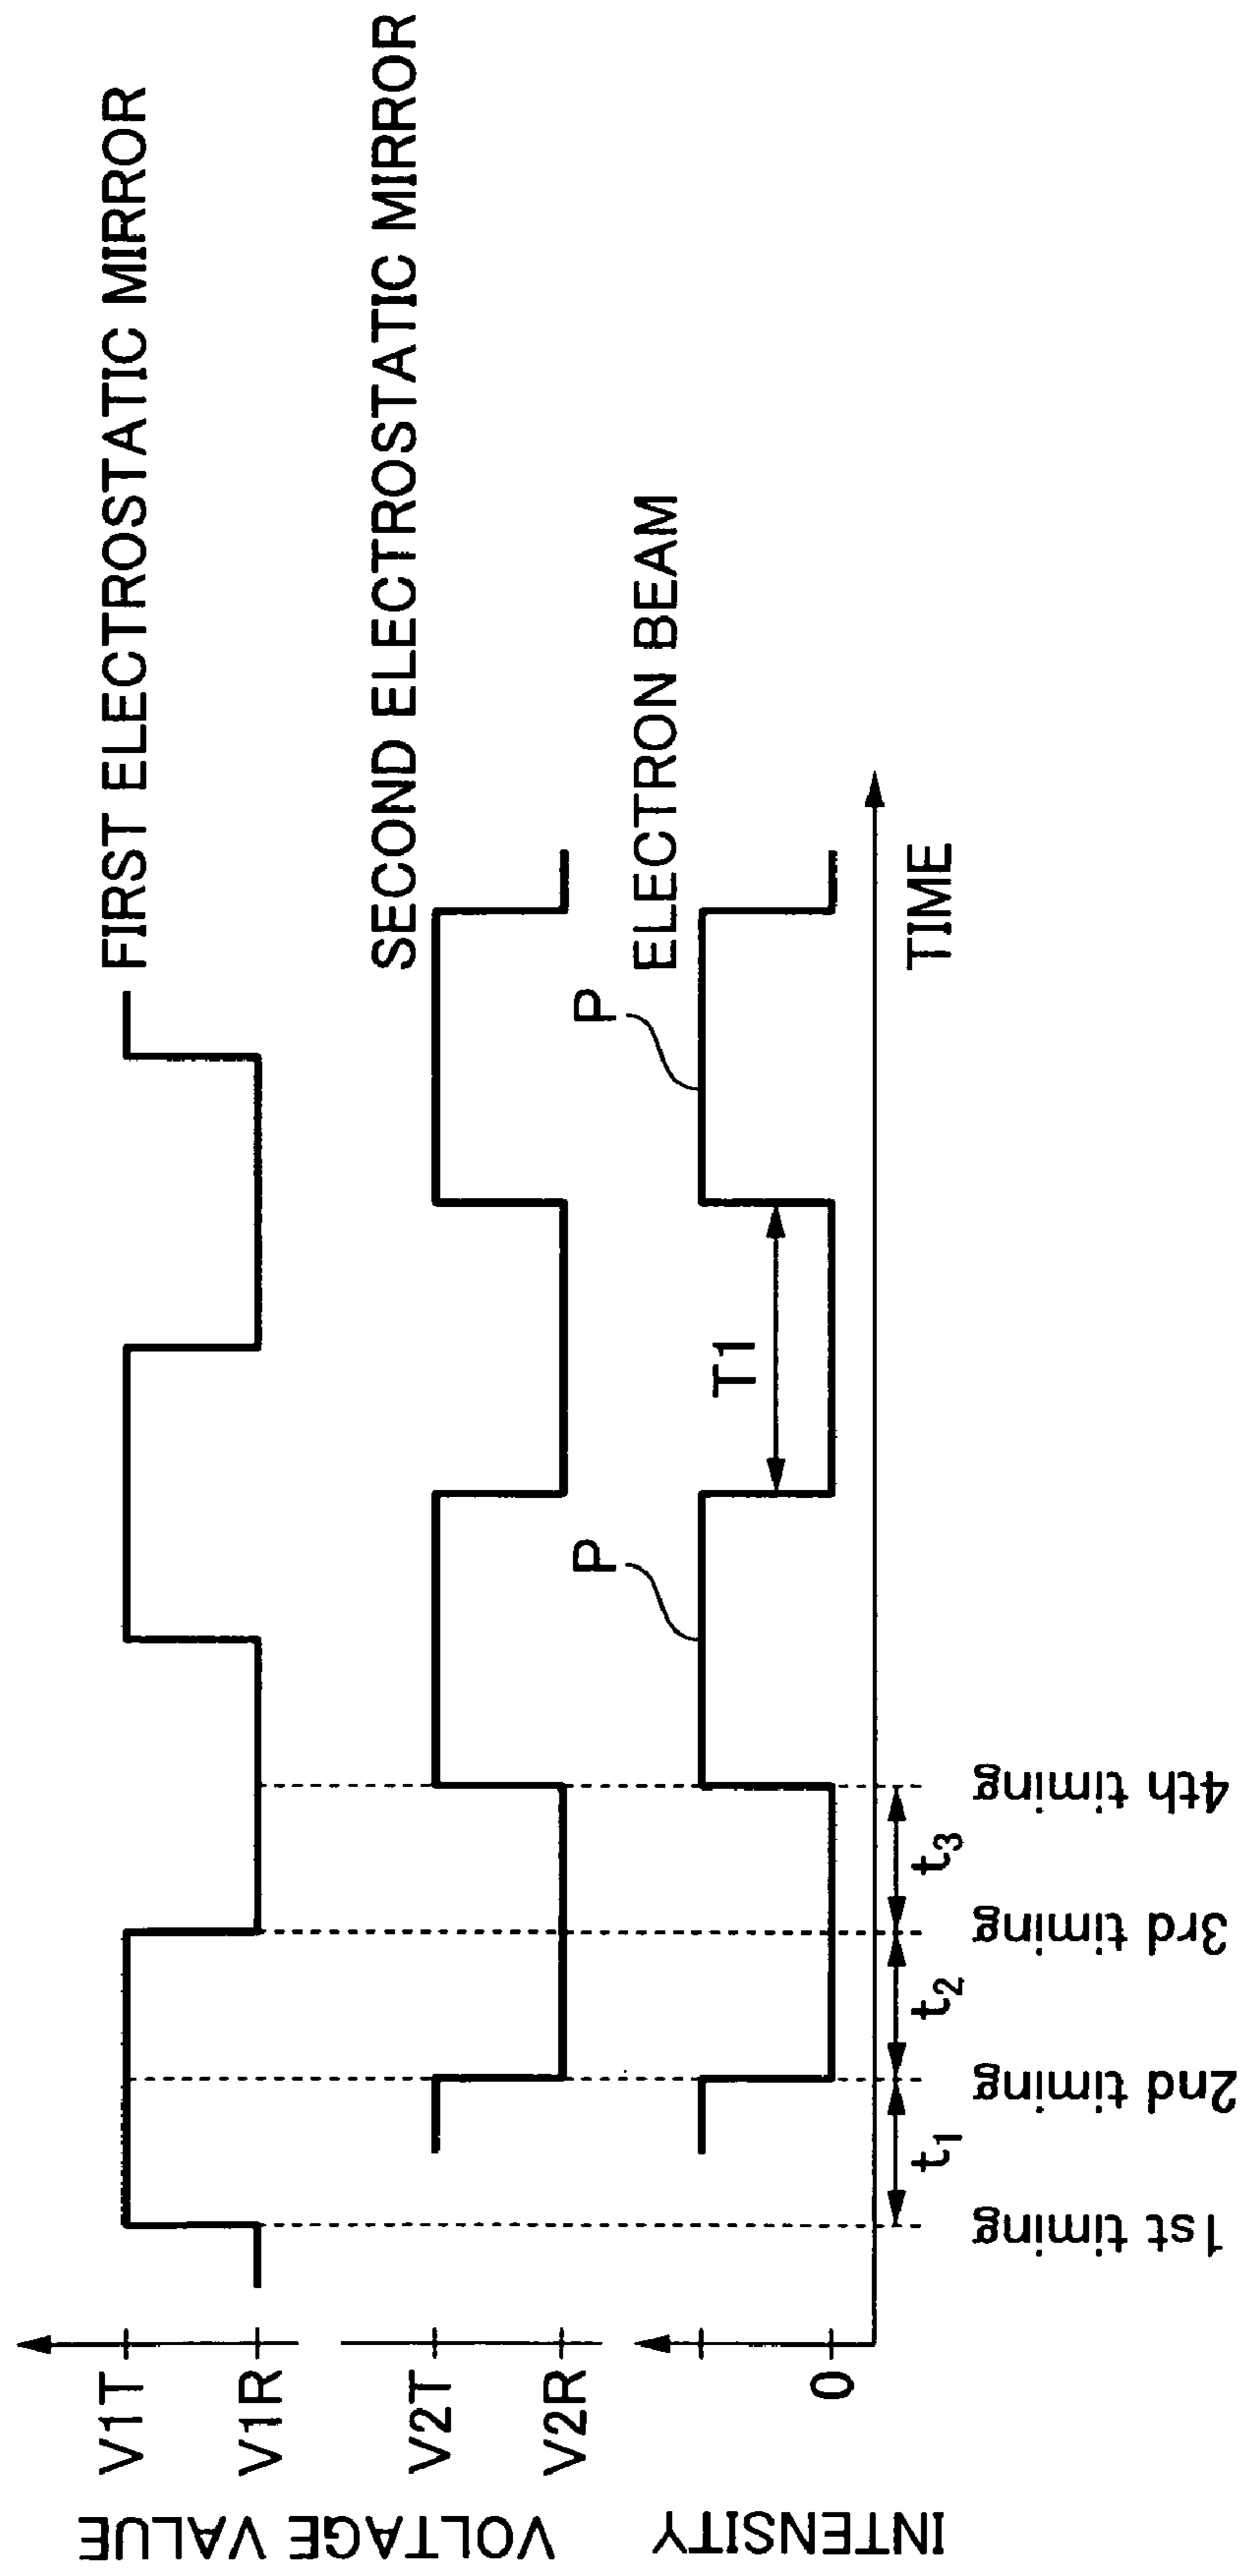 VOLTAGE VALUE
V1T
V1R
FIRST ELECTROSTATIC MIRROR
V2T
V2R
SECOND ELECTROSTATIC MIRROR
INTENSITY
0
ELECTRON BEAM
P
P
T1
TIME
t1
t2
t3
1st timing
2nd timing
3rd timing
4th timing